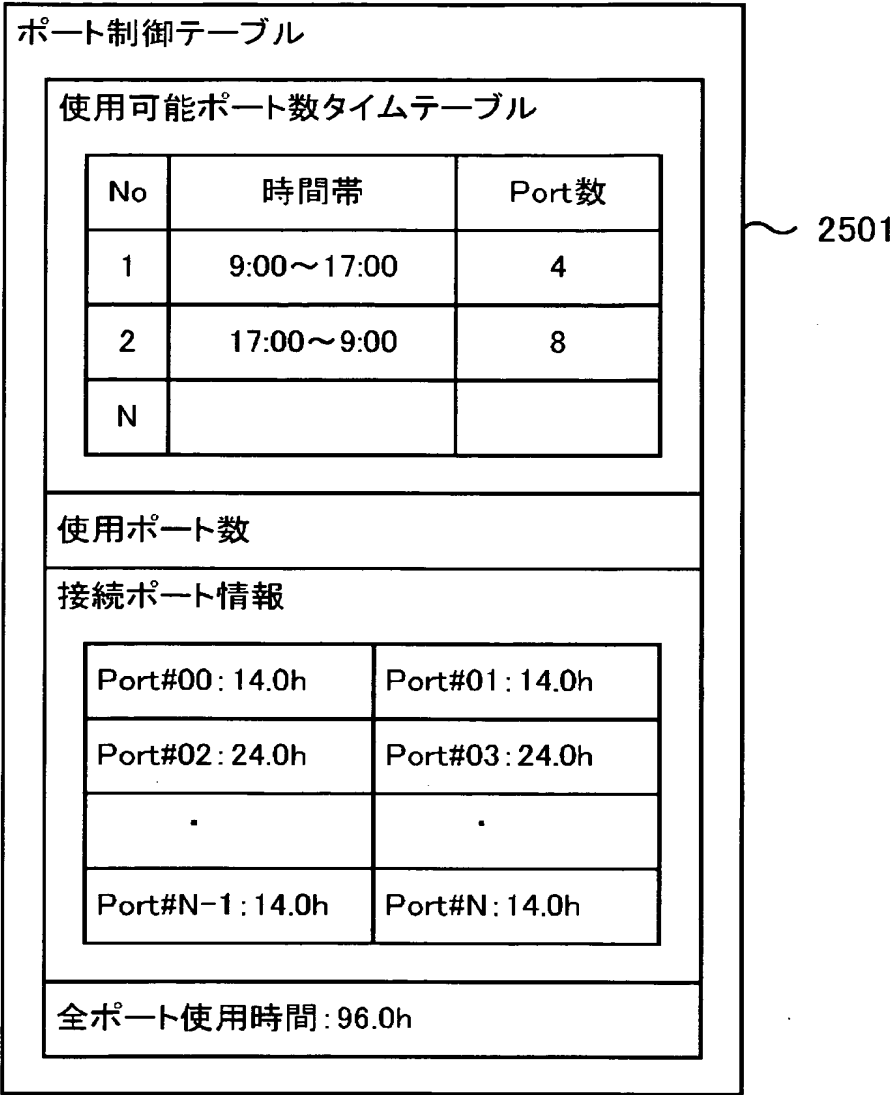 ポート制御テーブル
使用可能ポート数タイムテーブル
No 時間帯 Port数
1 9:00～17:00 4
2501
2 17:00～9:00 8
N
使用ポート数
接続ポート情報
Port#00:14.0h Port#01:14.0h
Port#02:24.0h Port#03:24.0h
・ ・
Port#N-1:14.0h Port#N:14.0h
全ポート使用時間:96.0h